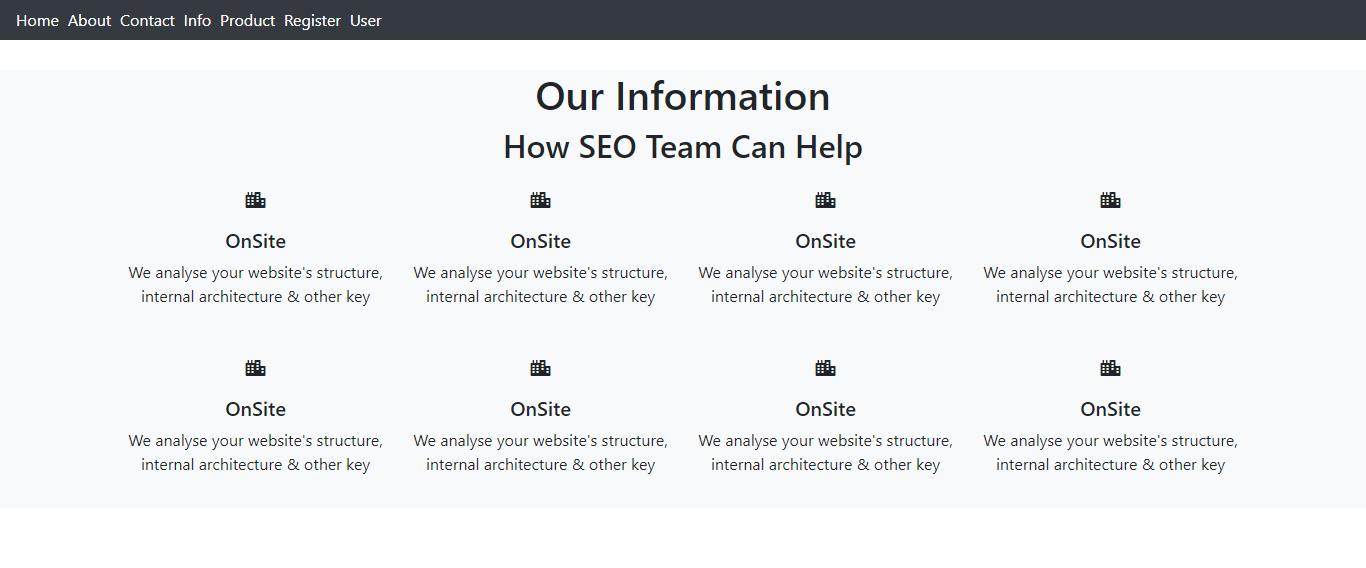 Home About Contact Info Product Register User
Our Information
How SEO Team Can Help
OnSite
We analyse your website's structure,
internal architecture & other key
OnSite
We analyse your website's structure,
internal architecture & other key
OnSite
We analyse your website's structure,
internal architecture & other key
OnSite
We analyse your website's structure,
internal architecture & other key
OnSite
We analyse your website's structure,
internal architecture & other key
OnSite
We analyse your website's structure,
internal architecture & other key
OnSite
We analyse your website's structure,
internal architecture & other key
OnSite
We analyse your website's structure,
internal architecture & other key